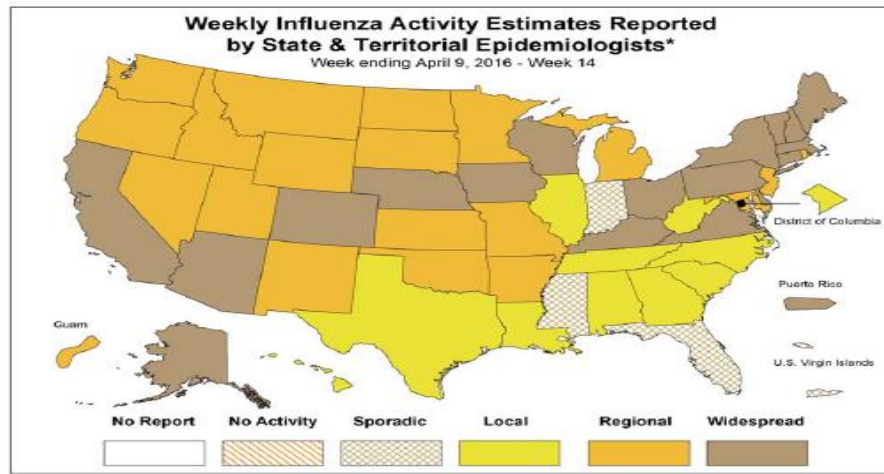 Weekly Influenza Activity Estimates Reported
by State & Territorial Epidemiologists*
Week ending April 9, 2016 - Week 14
District of Columbia
Puerto Rico
Guam
U.S. Virgin Islands
No Report No Activity Sporadic Local Regional Widespread